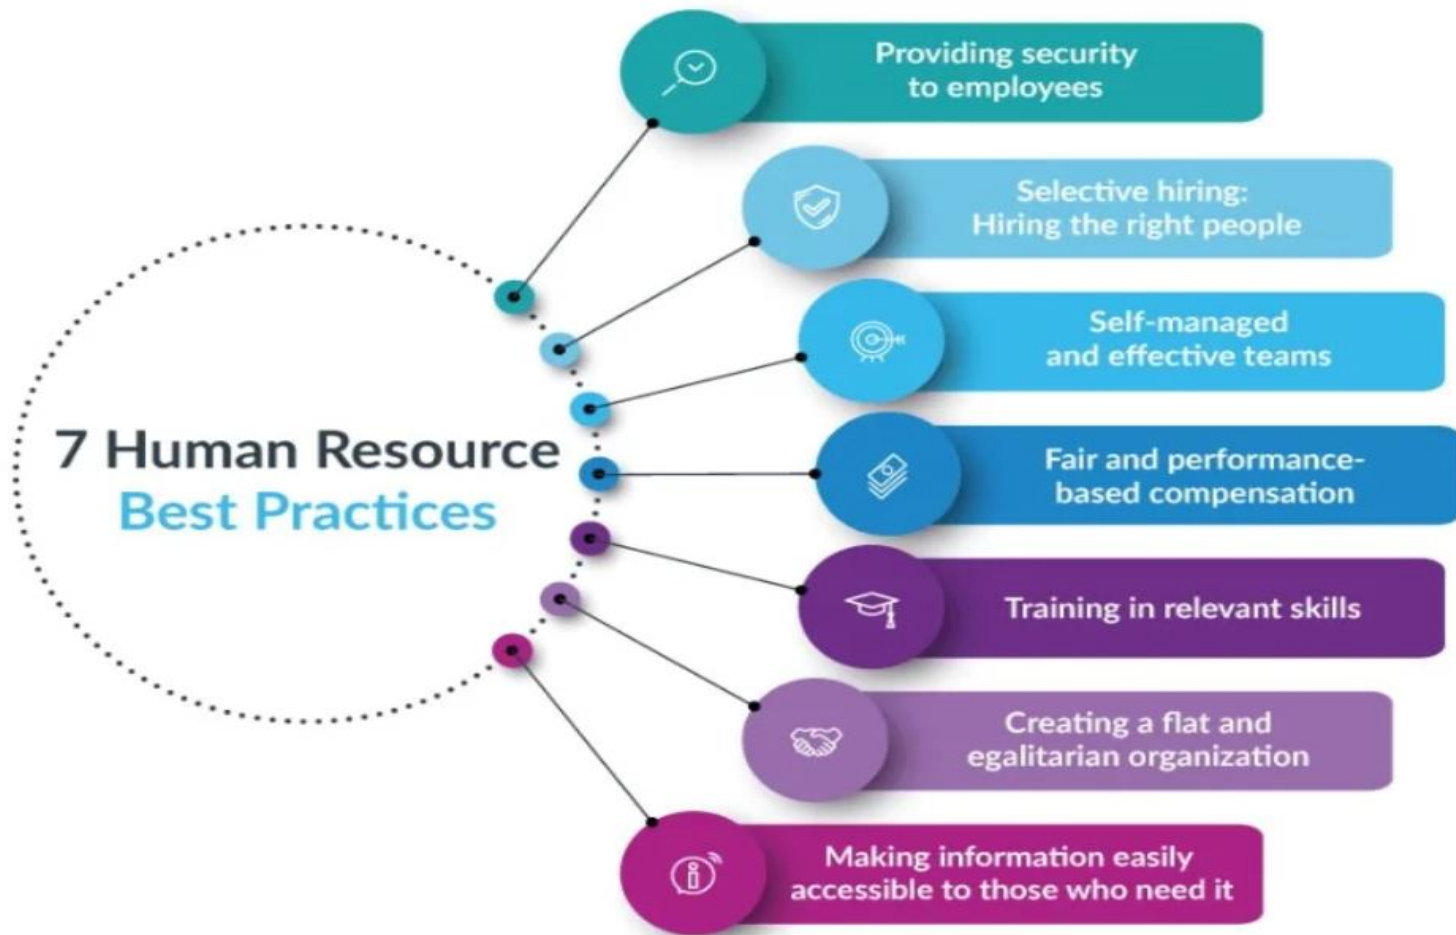 7 Human Resource
Best Practices
Providing security
to employees
Selective hiring:
Hiring the right people
Self-managed
and effective teams
Fair and performance-
based compensation
Training in relevant skills
Creating a flat and
egalitarian organization
Making information easily
accessible to those who need it